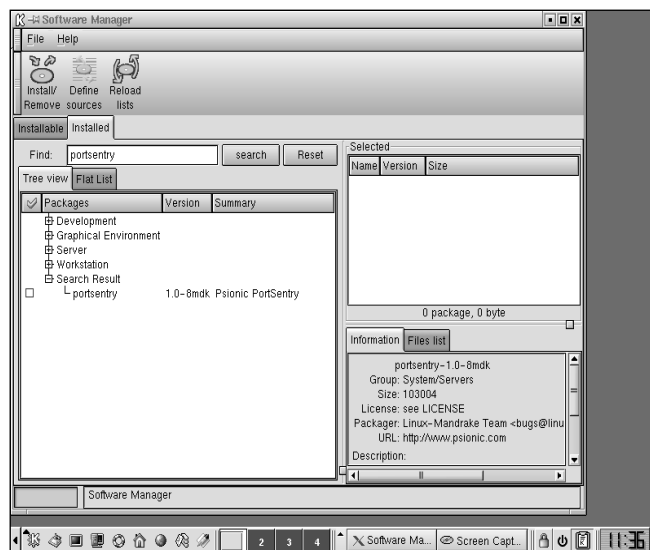 Software Manager
File Help
Install/ Remove
Define sources
Reload lists
Installable Installed
Find: portsentry search Reset
Tree view Flat List
Packages Version Summary
Development
Graphical Environment
Server
Workstation
Search Result
portsentry 1.0-8mdk Psionic PortSentry
Selected
Name Version Size
0 package, 0 byte
Information Files list
portsentry-1.0-8mdk
Group: System/Servers
Size: 103004
License: see LICENSE
Packager: Linux-Mandrake Team <bugs@linu
URL: http://www.psionic.com
Description:
Software Manager
2 3 4 Software Ma... Screen Capt... 11:36